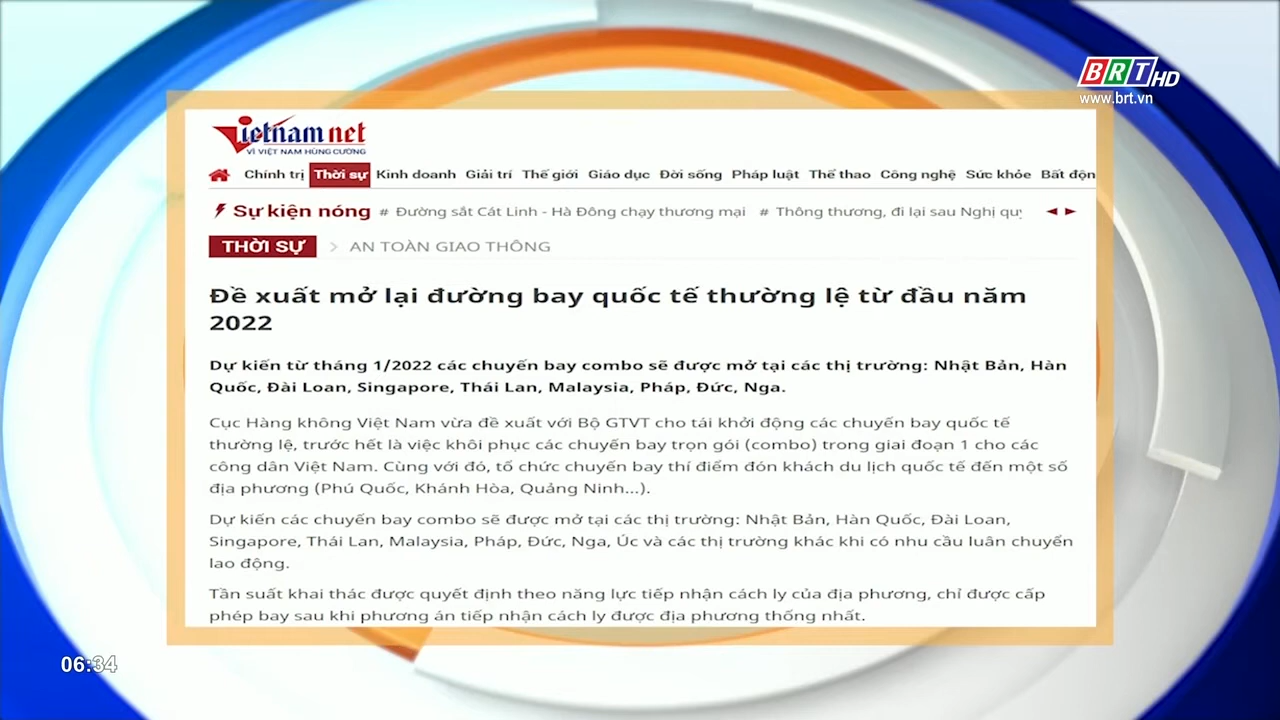 BRT HD
www.brt.vn
Vietnam net
VÌ VIỆT NAM HÙNG CƯỜNG
Chính trị Thời sự Kinh doanh Giải trí Thế giới Giáo dục Đời sống Pháp luật Thể thao Công nghệ Sức khỏe Bất độn
Sự kiện nóng # Đường sắt Cát Linh - Hà Đông chạy thương mại # Thông thương, đi lại sau Nghị quy
THỜI SỰ > AN TOÀN GIAO THÔNG
Đề xuất mở lại đường bay quốc tế thường lệ từ đầu năm
2022
Dự kiến từ tháng 1/2022 các chuyến bay combo sẽ được mở tại các thị trường: Nhật Bản, Hàn
Quốc, Đài Loan, Singapore, Thái Lan, Malaysia, Pháp, Đức, Nga.
Cục Hàng không Việt Nam vừa đề xuất với Bộ GTVT cho tái khởi động các chuyến bay quốc tế
thường lệ, trước hết là việc khôi phục các chuyến bay trọn gói (combo) trong giai đoạn 1 cho các
công dân Việt Nam. Cùng với đó, tổ chức chuyến bay thí điểm đón khách du lịch quốc tế đến một số
địa phương (Phú Quốc, Khánh Hòa, Quảng Ninh...).
Dự kiến các chuyến bay combo sẽ được mở tại các thị trường: Nhật Bản, Hàn Quốc, Đài Loan,
Singapore, Thái Lan, Malaysia, Pháp, Đức, Nga, Úc và các thị trường khác khi có nhu cầu luân chuyển
lao động.
Tần suất khai thác được quyết định theo năng lực tiếp nhận cách ly của địa phương, chỉ được cấp
phép bay sau khi phương án tiếp nhận cách ly được địa phương thống nhất.
06:34